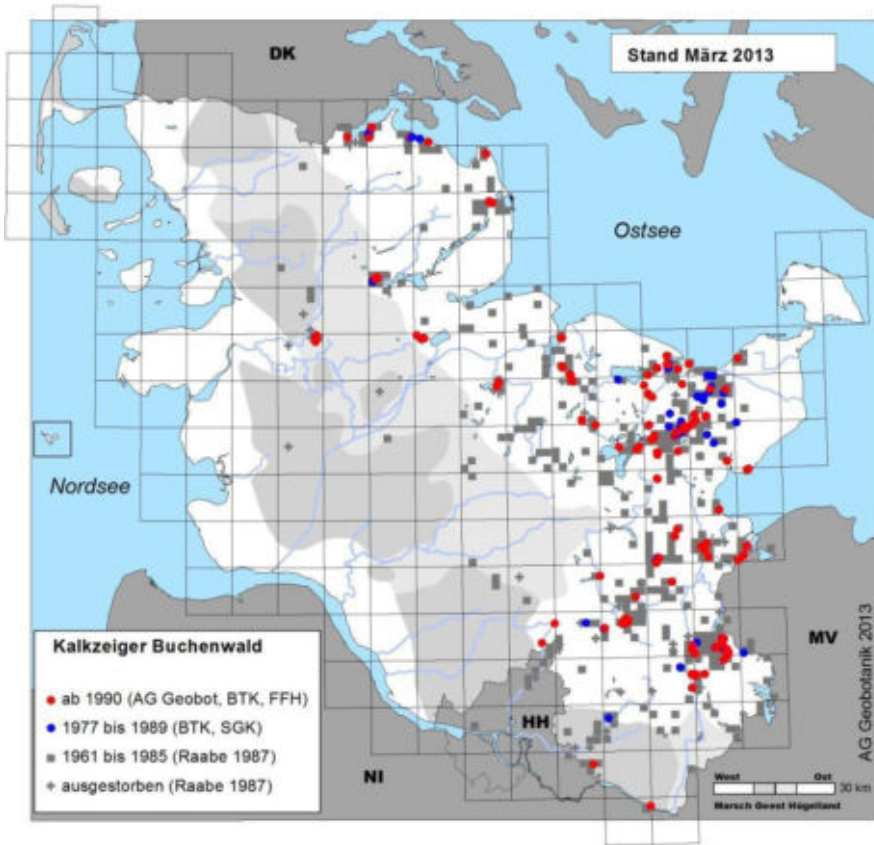 DK
Stand März 2013
Ostsee
Nordsee
Kalkzeiger Buchenwald
ab 1990 (AG Geobot, BTK, FFH)
1977 bis 1989 (BTK, SGK)
1961 bis 1985 (Raabe 1987)
ausgestorben (Raabe 1987)
NI
HH
MV
AG Geobotanik 2013
West Ost
30 km
Marsch Geest Hügelland